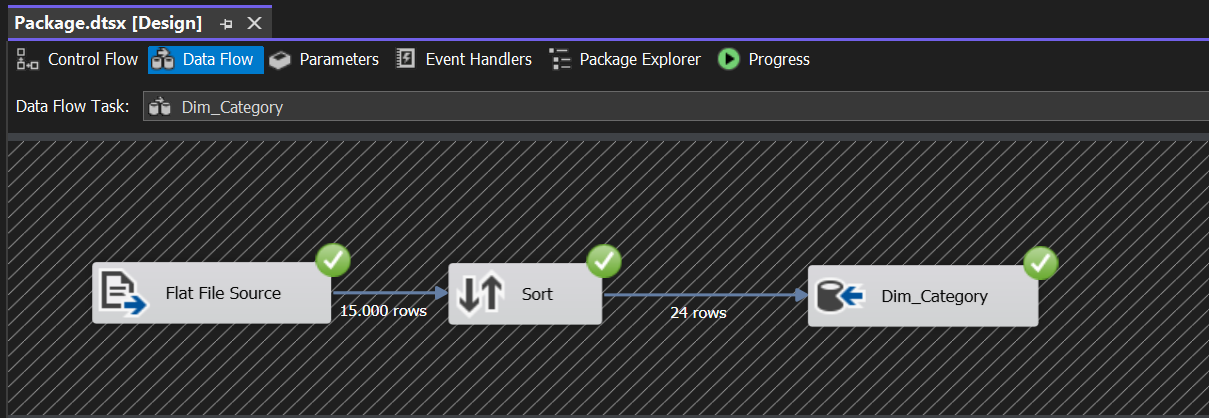 Package.dtsx [Design]
Control Flow Data Flow Parameters Event Handlers Package Explorer Progress
Data Flow Task: Dim_Category
Flat File Source
15.000 rows
Sort
24 rows
Dim_Category